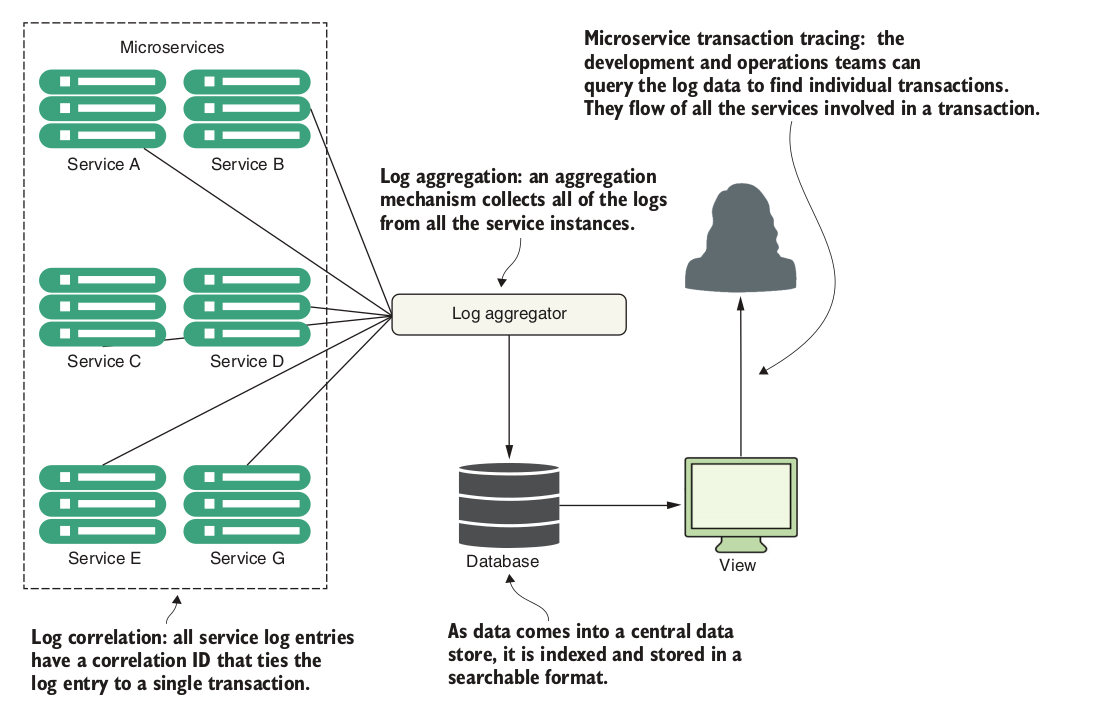 Microservices
Service A
Service B
Service C
Service D
Service E
Service G
Log correlation: all service log entries
have a correlation ID that ties the
log entry to a single transaction.
Log aggregation: an aggregation
mechanism collects all of the logs
from all the service instances.
Log aggregator
Database
As data comes into a central data
store, it is indexed and stored in a
searchable format.
Microservice transaction tracing: the
development and operations teams can
query the log data to find individual transactions.
They flow of all the services involved in a transaction.
View